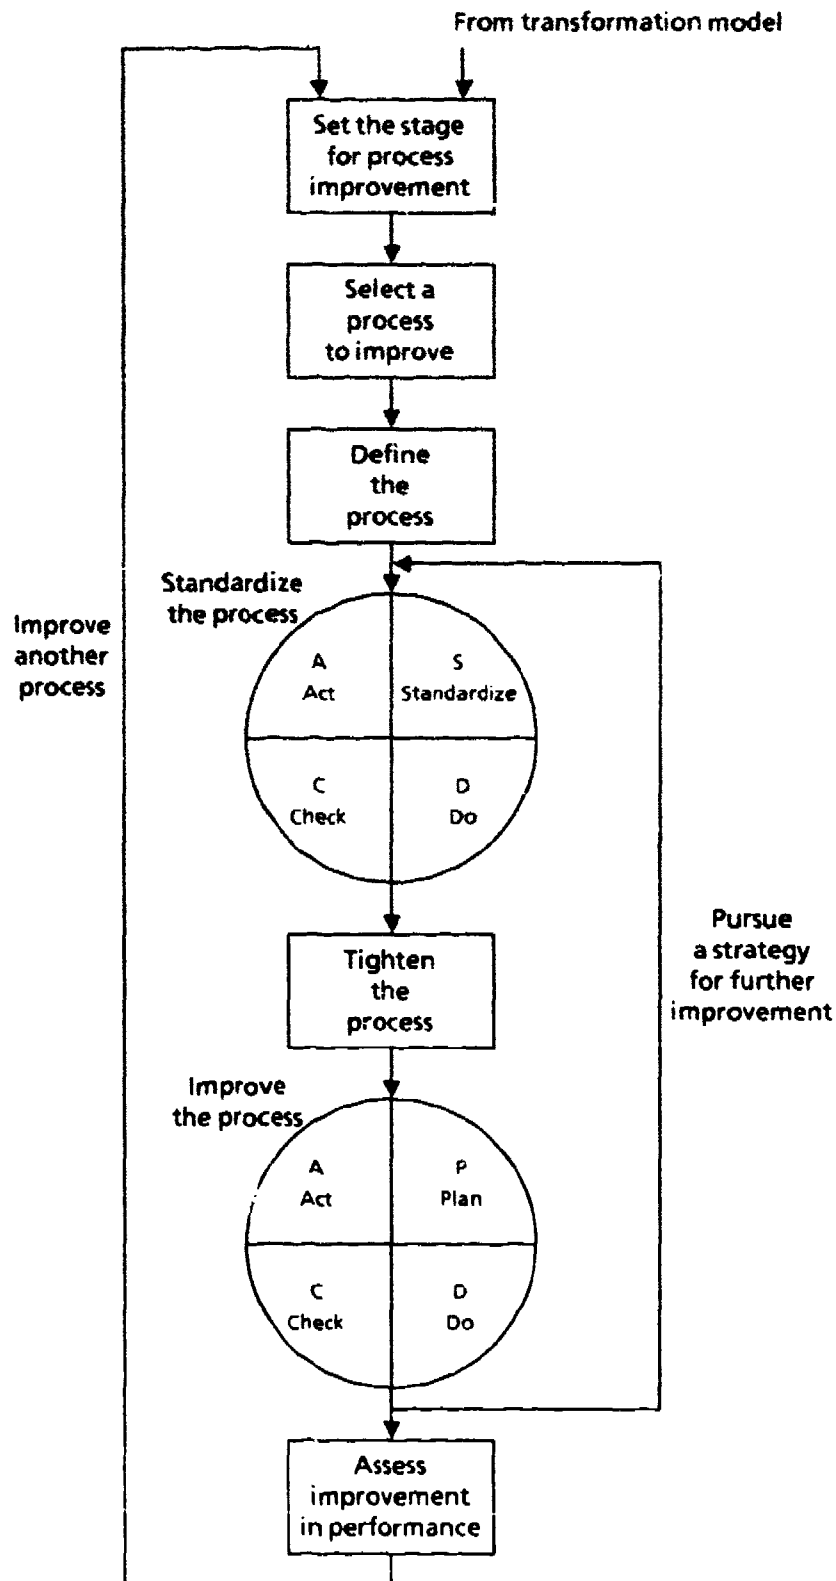 From transformation model
Set the stage
for process
improvement
Select a
process
to improve
Define
the
process
Standardize
the process
Improve
another
process
A
Act
S
Standardize
C
Check
D
Do
Tighten
the
process
Pursue
a strategy
for further
improvement
Improve
the process
A
Act
P
Plan
C
Check
D
Do
Assess
improvement
in performance